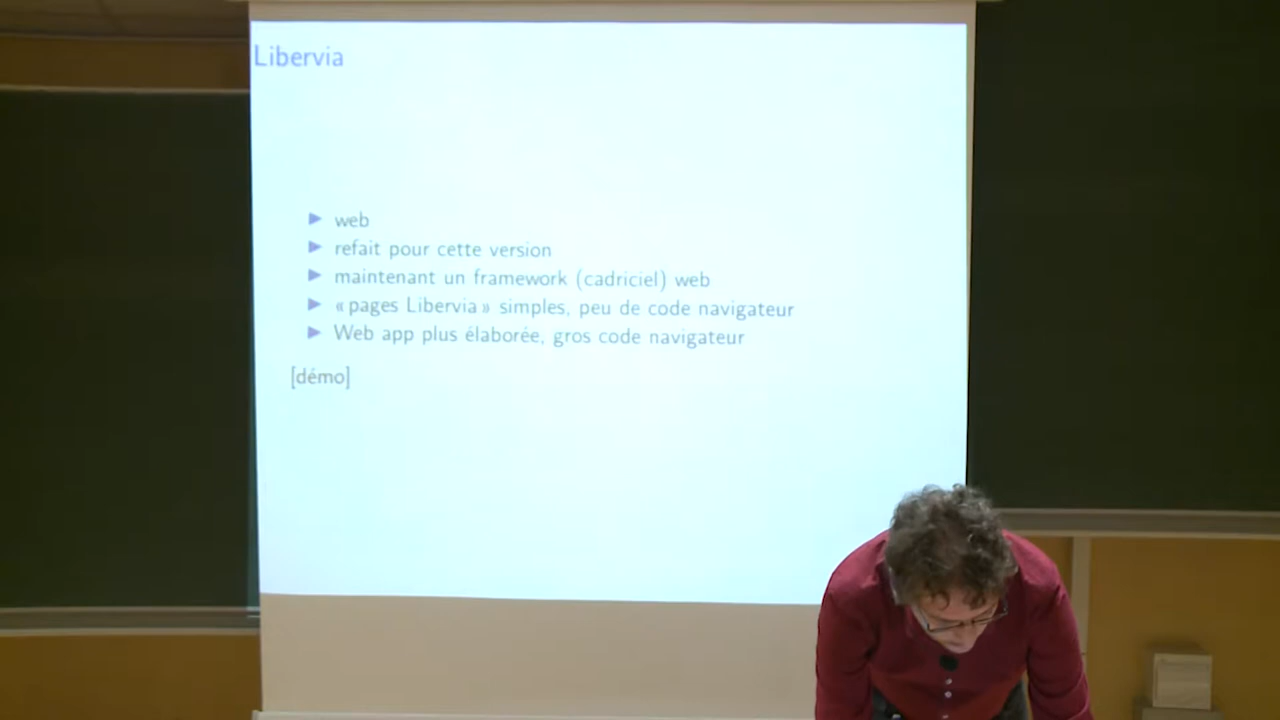 Libervia
▶ web
▶ refait pour cette version
▶ maintenant un framework (cadriciel) web
▶ « pages Libervia » simples, peu de code navigateur
▶ Web app plus élaborée, gros code navigateur
[démo]